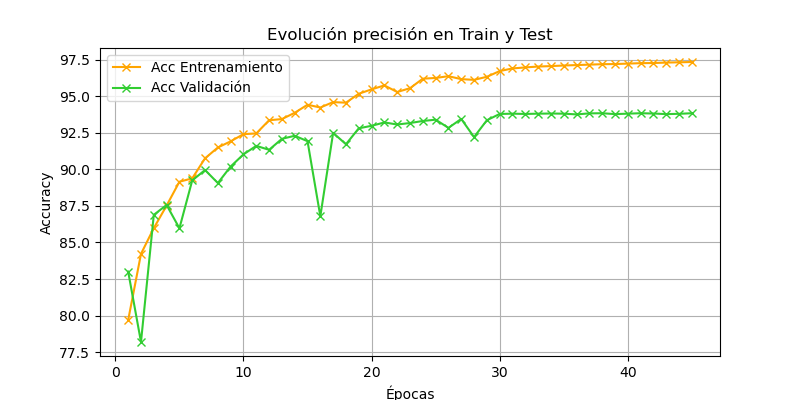 Evolución precisión en Train y Test
Acc Entrenamiento
Acc Validación
Accuracy
97.5
95.0
92.5
90.0
87.5
85.0
82.5
80.0
77.5
0 10 20 30 40
Épocas